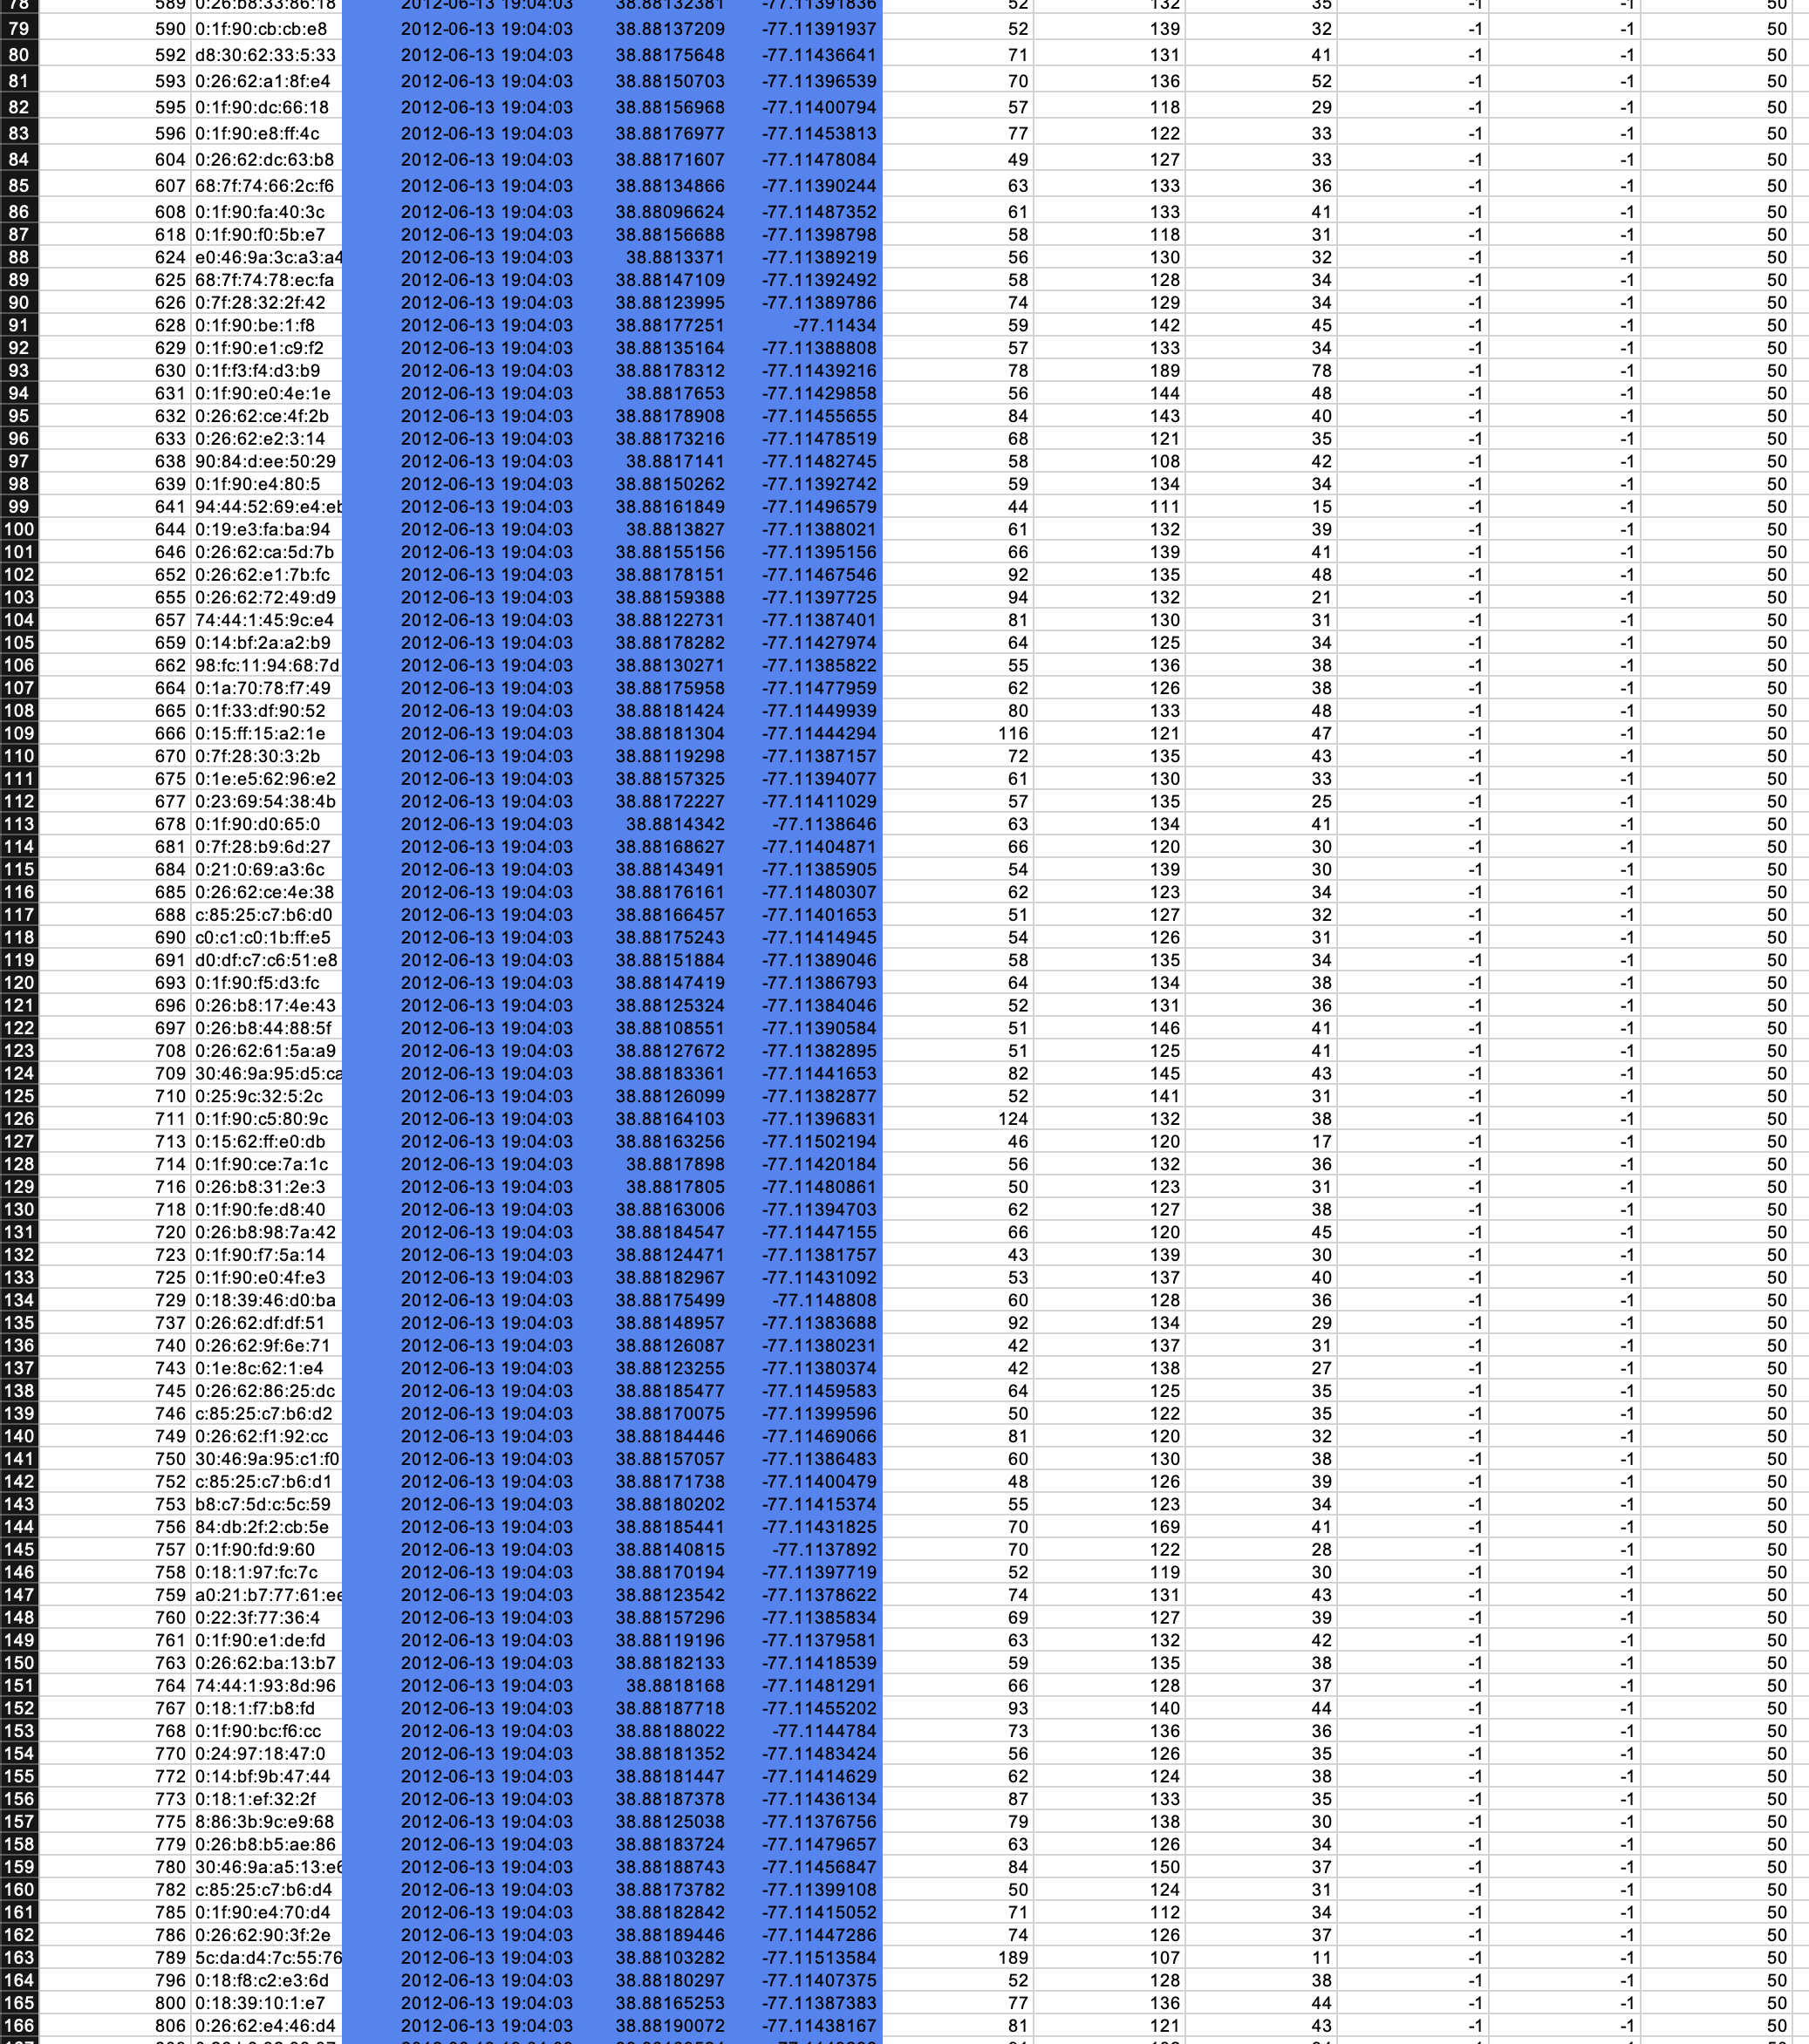 78 589 0:26:b8:33:86:18 2012-06-13 19:04:03 38.88132381 -77.11391836 52 132 35 -1 -1 50
79 590 0:1f:90:cb:cb:e8 2012-06-13 19:04:03 38.88137209 -77.11391937 52 139 32 -1 -1 50
80 592 d8:30:62:33:5:33 2012-06-13 19:04:03 38.88175648 -77.11436641 71 131 41 -1 -1 50
81 593 0:26:62:a1:8f:e4 2012-06-13 19:04:03 38.88150703 -77.11396539 70 136 52 -1 -1 50
82 595 0:1f:90:dc:66:18 2012-06-13 19:04:03 38.88156968 -77.11400794 57 118 29 -1 -1 50
83 596 0:1f:90:e8:ff:4c 2012-06-13 19:04:03 38.88176977 -77.11453813 77 122 33 -1 -1 50
84 604 0:26:62:dc:63:b8 2012-06-13 19:04:03 38.88171607 -77.11478084 49 127 33 -1 -1 50
85 607 68:7f:74:66:2c:f6 2012-06-13 19:04:03 38.88134866 -77.11390244 63 133 36 -1 -1 50
86 608 0:1f:90:fa:40:3c 2012-06-13 19:04:03 38.88096624 -77.11487352 61 133 41 -1 -1 50
87 618 0:1f:90:f0:5b:e7 2012-06-13 19:04:03 38.88156688 -77.11398798 58 118 31 -1 -1 50
88 624 e0:46:9a:3c:a3:a4 2012-06-13 19:04:03 38.8813371 -77.11389219 56 130 32 -1 -1 50
89 625 68:7f:74:78:ec:fa 2012-06-13 19:04:03 38.88147109 -77.11392492 58 128 34 -1 -1 50
90 626 0:7f:28:32:2f:42 2012-06-13 19:04:03 38.88123995 -77.11389786 74 129 34 -1 -1 50
91 628 0:1f:90:be:1:f8 2012-06-13 19:04:03 38.88177251 -77.11434 59 142 45 -1 -1 50
92 629 0:1f:90:e1:c9:f2 2012-06-13 19:04:03 38.88135164 -77.11388808 57 133 34 -1 -1 50
93 630 0:1f:f3:f4:d3:b9 2012-06-13 19:04:03 38.88178312 -77.11439216 78 189 78 -1 -1 50
94 631 0:1f:90:e0:4e:1e 2012-06-13 19:04:03 38.8817653 -77.11429858 56 144 48 -1 -1 50
95 632 0:26:62:ce:4f:2b 2012-06-13 19:04:03 38.88178908 -77.11455655 84 143 40 -1 -1 50
96 633 0:26:62:e2:3:14 2012-06-13 19:04:03 38.88173216 -77.11478519 68 121 35 -1 -1 50
97 638 90:84:d:ee:50:29 2012-06-13 19:04:03 38.8817141 -77.11482745 58 108 42 -1 -1 50
98 639 0:1f:90:e4:80:5 2012-06-13 19:04:03 38.88150262 -77.11392742 59 134 34 -1 -1 50
99 641 94:44:52:69:e4:eb 2012-06-13 19:04:03 38.88161849 -77.11496579 44 111 15 -1 -1 50
100 644 0:19:e3:fa:ba:94 2012-06-13 19:04:03 38.8813827 -77.11388021 61 132 39 -1 -1 50
101 646 0:26:62:ca:5d:7b 2012-06-13 19:04:03 38.88155156 -77.11395156 66 139 41 -1 -1 50
102 652 0:26:62:e1:7b:fc 2012-06-13 19:04:03 38.88178151 -77.11467546 92 135 48 -1 -1 50
103 655 0:26:62:72:49:d9 2012-06-13 19:04:03 38.88159388 -77.11397725 94 132 21 -1 -1 50
104 657 74:44:1:45:9c:e4 2012-06-13 19:04:03 38.88122731 -77.11387401 81 130 31 -1 -1 50
105 659 0:14:bf:2a:a2:b9 2012-06-13 19:04:03 38.88178282 -77.11427974 64 125 34 -1 -1 50
106 662 98:fc:11:94:68:7d 2012-06-13 19:04:03 38.88130271 -77.11385822 55 136 38 -1 -1 50
107 664 0:1a:70:78:f7:49 2012-06-13 19:04:03 38.88175958 -77.11477959 62 126 38 -1 -1 50
108 665 0:1f:33:df:90:52 2012-06-13 19:04:03 38.88181424 -77.11449939 80 133 48 -1 -1 50
109 666 0:15:ff:15:a2:1e 2012-06-13 19:04:03 38.88181304 -77.11444294 116 121 47 -1 -1 50
110 670 0:7f:28:30:3:2b 2012-06-13 19:04:03 38.88119298 -77.11387157 72 135 43 -1 -1 50
111 675 0:1e:e5:62:96:e2 2012-06-13 19:04:03 38.88157325 -77.11394077 61 130 33 -1 -1 50
112 677 0:23:69:54:38:4b 2012-06-13 19:04:03 38.88172227 -77.11411029 57 135 25 -1 -1 50
113 678 0:1f:90:d0:65:0 2012-06-13 19:04:03 38.8814342 -77.1138646 63 134 41 -1 -1 50
114 681 0:7f:28:b9:6d:27 2012-06-13 19:04:03 38.88168627 -77.11404871 66 120 30 -1 -1 50
115 684 0:21:0:69:a3:6c 2012-06-13 19:04:03 38.88143491 -77.11385905 54 139 30 -1 -1 50
116 685 0:26:62:ce:4e:38 2012-06-13 19:04:03 38.88176161 -77.11480307 62 123 34 -1 -1 50
117 688 c:85:25:c7:b6:d0 2012-06-13 19:04:03 38.88166457 -77.11401653 51 127 32 -1 -1 50
118 690 c0:c1:c0:1b:ff:e5 2012-06-13 19:04:03 38.88175243 -77.11414945 54 126 31 -1 -1 50
119 691 d0:df:c7:c6:51:e8 2012-06-13 19:04:03 38.88151884 -77.11389046 58 135 34 -1 -1 50
120 693 0:1f:90:f5:d3:fc 2012-06-13 19:04:03 38.88147419 -77.11386793 64 134 38 -1 -1 50
121 696 0:26:b8:17:4e:43 2012-06-13 19:04:03 38.88125324 -77.11384046 52 131 36 -1 -1 50
122 697 0:26:b8:44:88:5f 2012-06-13 19:04:03 38.88108551 -77.11390584 51 146 41 -1 -1 50
123 708 0:26:62:61:5a:a9 2012-06-13 19:04:03 38.88127672 -77.11382895 51 125 41 -1 -1 50
124 709 30:46:9a:95:d5:ca 2012-06-13 19:04:03 38.88183361 -77.11441653 82 145 43 -1 -1 50
125 710 0:25:9c:32:5:2c 2012-06-13 19:04:03 38.88126099 -77.11382877 52 141 31 -1 -1 50
126 711 0:1f:90:c5:80:9c 2012-06-13 19:04:03 38.88164103 -77.11396831 124 132 38 -1 -1 50
127 713 0:15:62:ff:e0:db 2012-06-13 19:04:03 38.88163256 -77.11502194 46 120 17 -1 -1 50
128 714 0:1f:90:ce:7a:1c 2012-06-13 19:04:03 38.8817898 -77.11420184 56 132 36 -1 -1 50
129 716 0:26:b8:31:2e:3 2012-06-13 19:04:03 38.8817805 -77.11480861 50 123 31 -1 -1 50
130 718 0:1f:90:fe:d8:40 2012-06-13 19:04:03 38.88163006 -77.11394703 62 127 38 -1 -1 50
131 720 0:26:b8:98:7a:42 2012-06-13 19:04:03 38.88184547 -77.11447155 66 120 45 -1 -1 50
132 723 0:1f:90:f7:5a:14 2012-06-13 19:04:03 38.88124471 -77.11381757 43 139 30 -1 -1 50
133 725 0:1f:90:e0:4f:e3 2012-06-13 19:04:03 38.88182967 -77.11431092 53 137 40 -1 -1 50
134 729 0:18:39:46:d0:ba 2012-06-13 19:04:03 38.88175499 -77.1148808 60 128 36 -1 -1 50
135 737 0:26:62:df:df:51 2012-06-13 19:04:03 38.88148957 -77.11383688 92 134 29 -1 -1 50
136 740 0:26:62:9f:6e:71 2012-06-13 19:04:03 38.88126087 -77.11380231 42 137 31 -1 -1 50
137 743 0:1e:8c:62:1:e4 2012-06-13 19:04:03 38.88123255 -77.11380374 42 138 27 -1 -1 50
138 745 0:26:62:86:25:dc 2012-06-13 19:04:03 38.88185477 -77.11459583 64 125 35 -1 -1 50
139 746 c:85:25:c7:b6:d2 2012-06-13 19:04:03 38.88170075 -77.11399596 50 122 35 -1 -1 50
140 749 0:26:62:f1:92:cc 2012-06-13 19:04:03 38.88184446 -77.11469066 81 120 32 -1 -1 50
141 750 30:46:9a:95:c1:f0 2012-06-13 19:04:03 38.88157057 -77.11386483 60 130 38 -1 -1 50
142 752 c:85:25:c7:b6:d1 2012-06-13 19:04:03 38.88171738 -77.11400479 48 126 39 -1 -1 50
143 753 b8:c7:5d:c:5c:59 2012-06-13 19:04:03 38.88180202 -77.11415374 55 123 34 -1 -1 50
144 756 84:db:2f:2:cb:5e 2012-06-13 19:04:03 38.88185441 -77.11431825 70 169 41 -1 -1 50
145 757 0:1f:90:fd:9:60 2012-06-13 19:04:03 38.88140815 -77.1137892 70 122 28 -1 -1 50
146 758 0:18:1:97:fc:7c 2012-06-13 19:04:03 38.88170194 -77.11397719 52 119 30 -1 -1 50
147 759 a0:21:b7:77:61:ee 2012-06-13 19:04:03 38.88123542 -77.11378622 74 131 43 -1 -1 50
148 760 0:22:3f:77:36:4 2012-06-13 19:04:03 38.88157296 -77.11385834 69 127 39 -1 -1 50
149 761 0:1f:90:e1:de:fd 2012-06-13 19:04:03 38.88119196 -77.11379581 63 132 42 -1 -1 50
150 763 0:26:62:ba:13:b7 2012-06-13 19:04:03 38.88182133 -77.11418539 59 135 38 -1 -1 50
151 764 74:44:1:93:8d:96 2012-06-13 19:04:03 38.8818168 -77.11481291 66 128 37 -1 -1 50
152 767 0:18:1:f7:b8:fd 2012-06-13 19:04:03 38.88187718 -77.11455202 93 140 44 -1 -1 50
153 768 0:1f:90:bc:f6:cc 2012-06-13 19:04:03 38.88188022 -77.1144784 73 136 36 -1 -1 50
154 770 0:24:97:18:47:0 2012-06-13 19:04:03 38.88181352 -77.11483424 56 126 35 -1 -1 50
155 772 0:14:bf:9b:47:44 2012-06-13 19:04:03 38.88181447 -77.11414629 62 124 38 -1 -1 50
156 773 0:18:1:ef:32:2f 2012-06-13 19:04:03 38.88187378 -77.11436134 87 133 35 -1 -1 50
157 775 8:86:3b:9c:e9:68 2012-06-13 19:04:03 38.88125038 -77.11376756 79 138 30 -1 -1 50
158 779 0:26:b8:b5:ae:86 2012-06-13 19:04:03 38.88183724 -77.11479657 63 126 34 -1 -1 50
159 780 30:46:9a:a5:13:e6 2012-06-13 19:04:03 38.88188743 -77.11456847 84 150 37 -1 -1 50
160 782 c:85:25:c7:b6:d4 2012-06-13 19:04:03 38.88173782 -77.11399108 50 124 31 -1 -1 50
161 785 0:1f:90:e4:70:d4 2012-06-13 19:04:03 38.88182842 -77.11415052 71 112 34 -1 -1 50
162 786 0:26:62:90:3f:2e 2012-06-13 19:04:03 38.88189446 -77.11447286 74 126 37 -1 -1 50
163 789 5c:da:d4:7c:55:76 2012-06-13 19:04:03 38.88103282 -77.11513584 189 107 11 -1 -1 50
164 796 0:18:f8:c2:e3:6d 2012-06-13 19:04:03 38.88180297 -77.11407375 52 128 38 -1 -1 50
165 800 0:18:39:10:1:e7 2012-06-13 19:04:03 38.88165253 -77.11387383 77 136 44 -1 -1 50
166 806 0:26:62:e4:46:d4 2012-06-13 19:04:03 38.88190072 -77.11438167 81 121 43 -1 -1 50